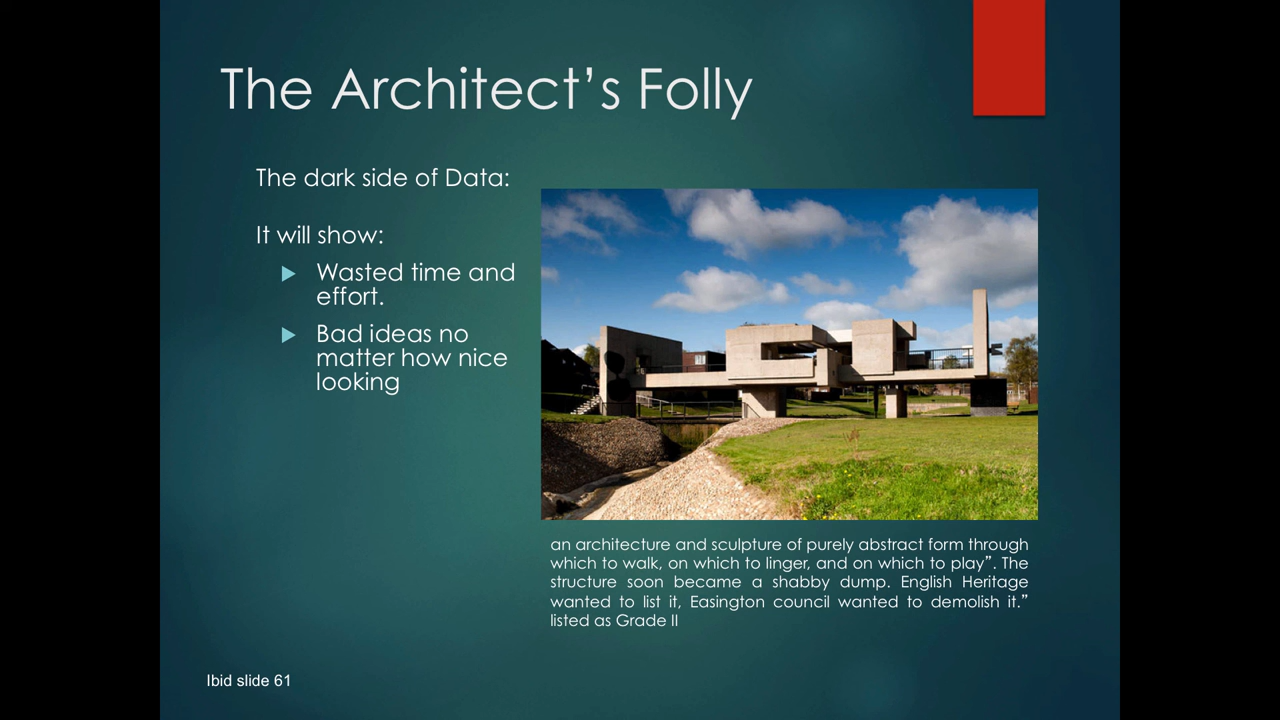 The Architect’s Folly
The dark side of Data:
It will show:
Wasted time and
effort.
Bad ideas no
matter how nice
looking
an architecture and sculpture of purely abstract form through
which to walk, on which to linger, and on which to play”. The
structure soon became a shabby dump. English Heritage
wanted to list it, Easington council wanted to demolish it.”
listed as Grade II
Ibid slide 61